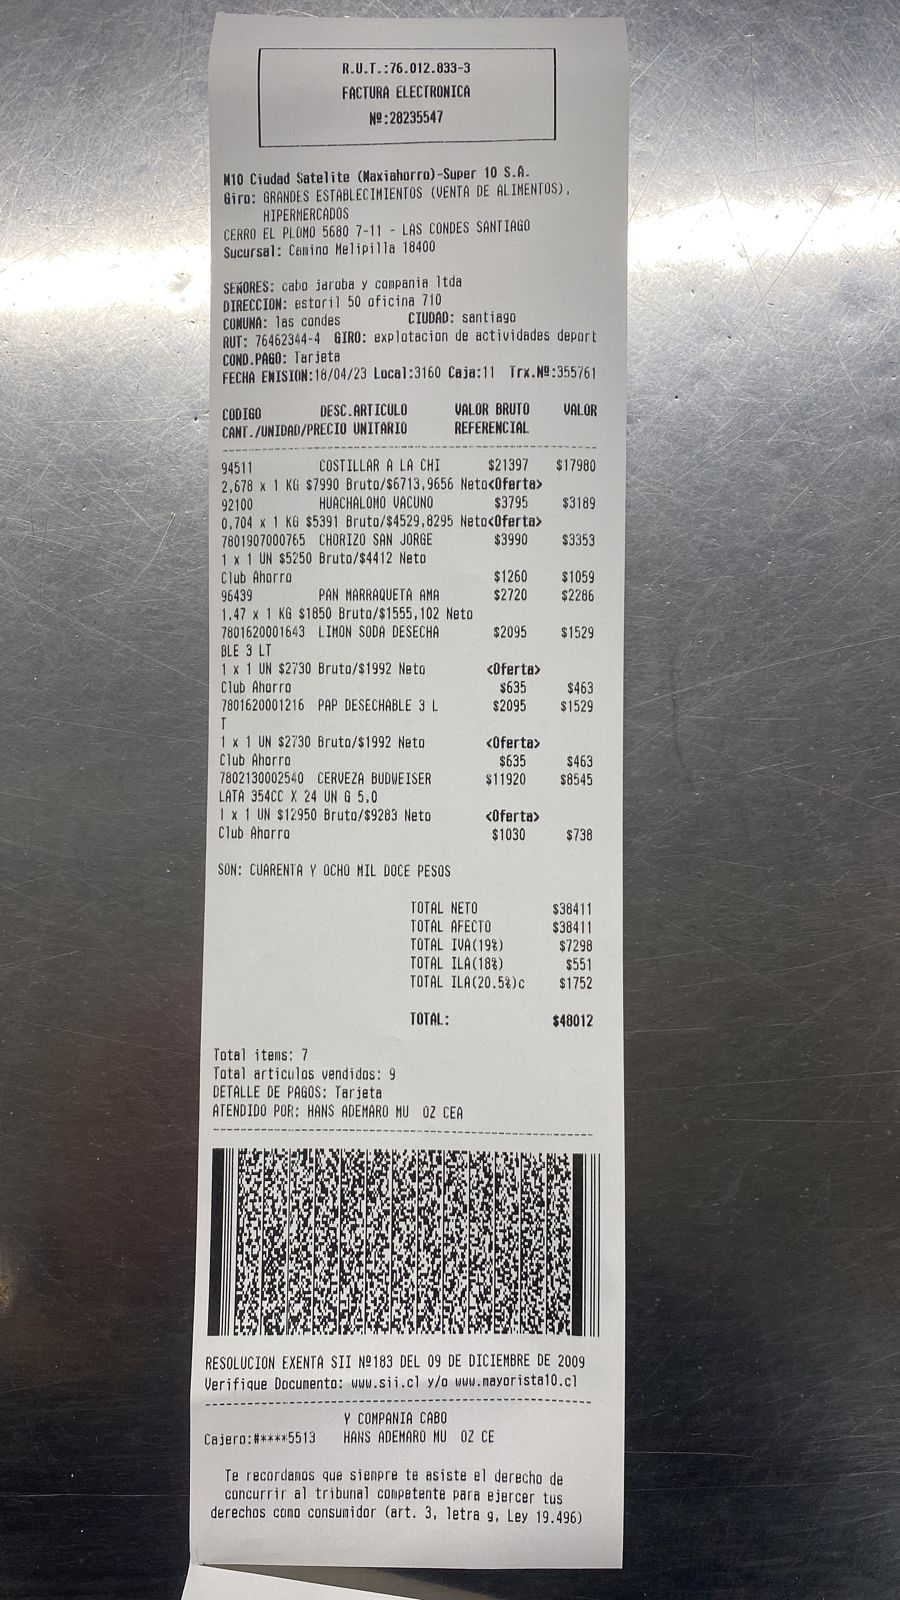 R.U.T.:76.012.833-3
FACTURA ELECTRONICA
Nº:28235547
M10 Ciudad Satelite (Maxiahorro)-Super 10 S.A.
Giro: GRANDES ESTABLECIMIENTOS (VENTA DE ALIMENTOS),
HIPERMERCADOS
CERRO EL PLOMO 5680 7-11 - LAS CONDES SANTIAGO
Sucursal: Camino Melipilla 18400
SEÑORES: cabo jaroba y compania ltda
DIRECCION: estoril 50 oficina 710
COMUNA: las condes CIUDAD: santiago
RUT: 76462344-4 GIRO: explotacion de actividades deport
COND.PAGO: Tarjeta
FECHA EMISION:18/04/23 Local:3160 Caja:11 Trx.Nº:355761
CODIGO DESC.ARTICULO VALOR BRUTO VALOR
CANT./UNIDAD/PRECIO UNITARIO REFERENCIAL
94511 COSTILLAR A LA CHI $21397 $17980
2,678 x 1 KG $7990 Bruto/$6713,9656 Neto<Oferta>
92100 HUACHALOMO VACUNO $3795 $3189
0,704 x 1 KG $5391 Bruto/$4529,8295 Neto<Oferta>
7801907000765 CHORIZO SAN JORGE $3990 $3353
1 x 1 UN $5250 Bruto/$4412 Neto
Club Ahorro $1260 $1059
96439 PAN MARRAQUETA AMA $2720 $2286
1,47 x 1 KG $1850 Bruto/$1555,102 Neto
7801620001643 LIMON SODA DESECHA $2095 $1529
BLE 3 LT
1 x 1 UN $2730 Bruto/$1992 Neto <Oferta>
Club Ahorro $635 $463
7801620001216 PAP DESECHABLE 3 L $2095 $1529
T
1 x 1 UN $2730 Bruto/$1992 Neto <Oferta>
Club Ahorro $635 $463
7802130002540 CERVEZA BUDWEISER $11920 $8545
LATA 354CC X 24 UN G 5,0
1 x 1 UN $12950 Bruto/$9283 Neto <Oferta>
Club Ahorro $1030 $738
SON: CUARENTA Y OCHO MIL DOCE PESOS
TOTAL NETO $38411
TOTAL AFECTO $38411
TOTAL IVA(19%) $7298
TOTAL ILA(18%) $551
TOTAL ILA(20.5%)c $1752
TOTAL: $48012
Total items: 7
Total articulos vendidos: 9
DETALLE DE PAGOS: Tarjeta
ATENDIDO POR: HANS ADEMARO MU OZ CEA
RESOLUCION EXENTA SII Nº183 DEL 09 DE DICIEMBRE DE 2009
Verifique Documento: www.sii.cl y/o www.mayorista10.cl
Y COMPANIA CABO
Cajero:#****5513 HANS ADEMARO MU OZ CE
Te recordamos que siempre te asiste el derecho de
concurrir al tribunal competente para ejercer tus
derechos como consumidor (art. 3, letra g, Ley 19.496)